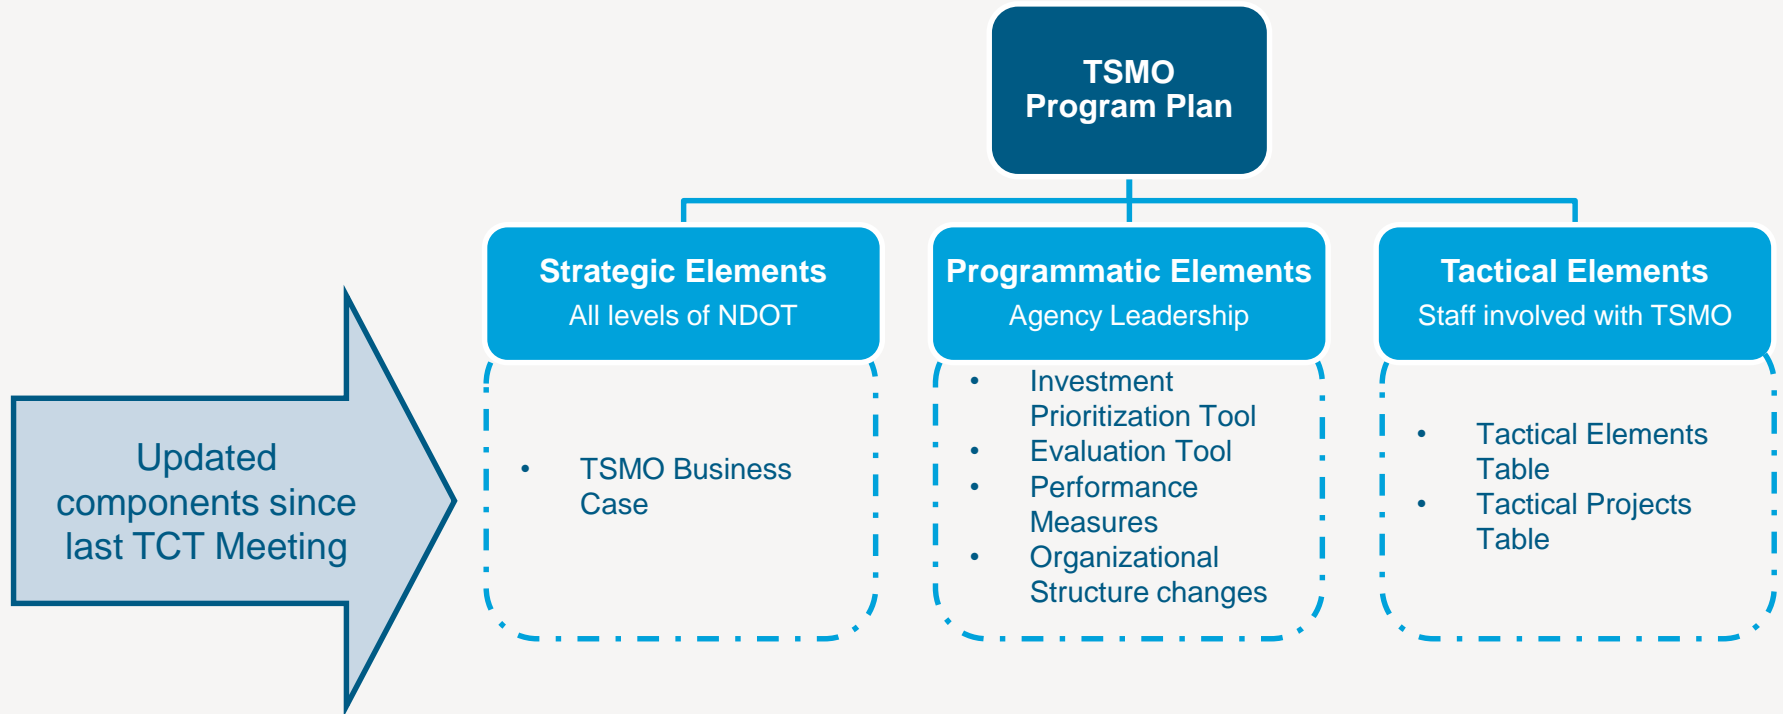 TSMO
Program Plan
Strategic Elements
All levels of NDOT
Programmatic Elements
Agency Leadership
Tactical Elements
Staff involved with TSMO
Updated
components since
last TCT Meeting
• TSMO Business
Case
• Investment
Prioritization Tool
• Evaluation Tool
• Performance
Measures
• Organizational
Structure changes
• Tactical Elements
Table
• Tactical Projects
Table